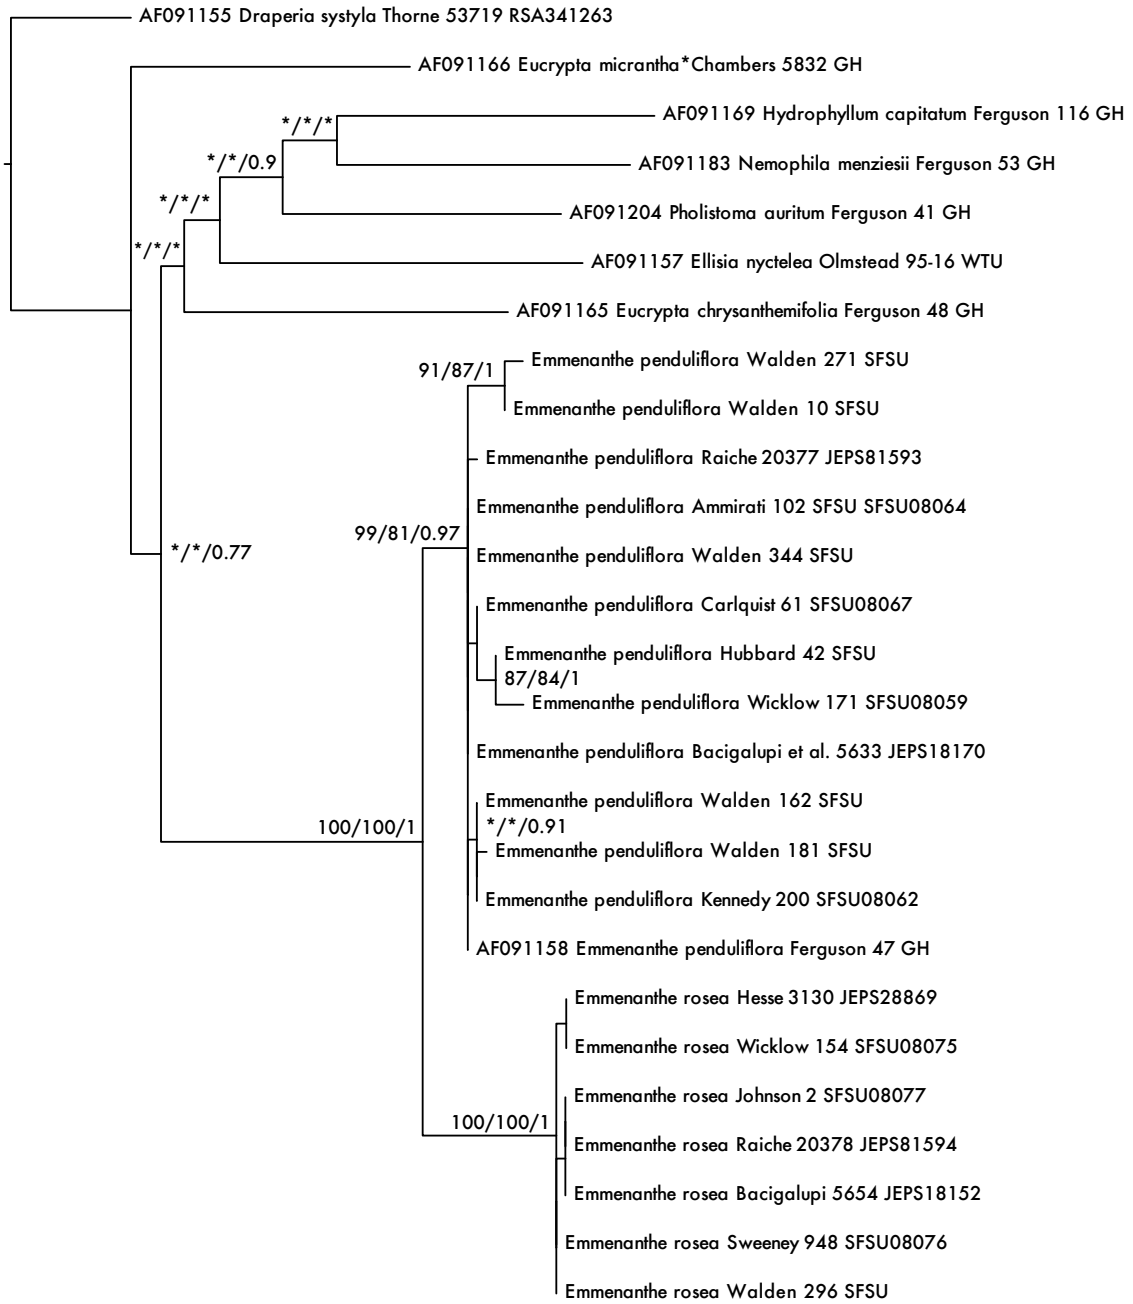 AF091155 Draperia systyla Thorne 53719 RSA341263
AF091166 Eucrypta micrantha*Chambers 5832 GH
AF091169 Hydrophyllum capitatum Ferguson 116 GH
*/*/*
*/*/0.9
AF091183 Nemophila menziesii Ferguson 53 GH
*/*/*
AF091204 Pholistoma auritum Ferguson 41 GH
*/*/*
AF091157 Ellisia nyctelea Olmstead 95-16 WTU
AF091165 Eucrypta chrysanthemifolia Ferguson 48 GH
Emmenanthe penduliflora Walden 271 SFSU
91/87/1
Emmenanthe penduliflora Walden 10 SFSU
Emmenanthe penduliflora Raiche 20377 JEPS81593
Emmenanthe penduliflora Ammirati 102 SFSU SFSU08064
99/81/0.97
*/*/0.77
Emmenanthe penduliflora Walden 344 SFSU
Emmenanthe penduliflora Carlquist 61 SFSU08067
Emmenanthe penduliflora Hubbard 42 SFSU
87/84/1
Emmenanthe penduliflora Wicklow 171 SFSU08059
Emmenanthe penduliflora Bacigalupi et al. 5633 JEPS18170
Emmenanthe penduliflora Walden 162 SFSU
100/100/1
*/*/0.91
Emmenanthe penduliflora Walden 181 SFSU
Emmenanthe penduliflora Kennedy 200 SFSU08062
AF091158 Emmenanthe penduliflora Ferguson 47 GH
Emmenanthe rosea Hesse 3130 JEPS28869
Emmenanthe rosea Wicklow 154 SFSU08075
Emmenanthe rosea Johnson 2 SFSU08077
100/100/1
Emmenanthe rosea Raiche 20378 JEPS81594
Emmenanthe rosea Bacigalupi 5654 JEPS18152
Emmenanthe rosea Sweeney 948 SFSU08076
Emmenanthe rosea Walden 296 SFSU